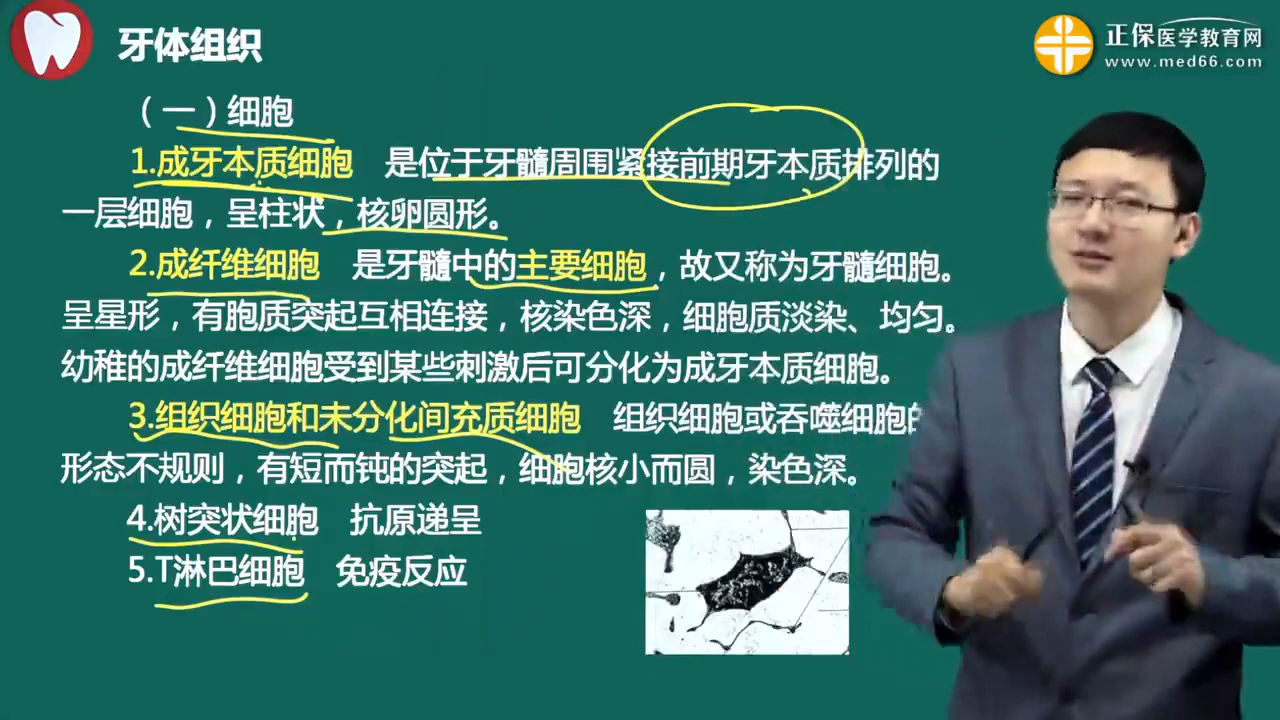 牙体组织
正保医学教育网
www.med66.com
（一）细胞
1.成牙本质细胞 是位于牙髓周围紧接前期牙本质排列的
一层细胞，呈柱状，核卵圆形。
2.成纤维细胞 是牙髓中的主要细胞，故又称为牙髓细胞。
呈星形，有胞质突起互相连接，核染色深，细胞质淡染、均匀。
幼稚的成纤维细胞受到某些刺激后可分化为成牙本质细胞。
3.组织细胞和未分化间充质细胞 组织细胞或吞噬细胞的
形态不规则，有短而钝的突起，细胞核小而圆，染色深。
4.树突状细胞 抗原递呈
5.T淋巴细胞 免疫反应